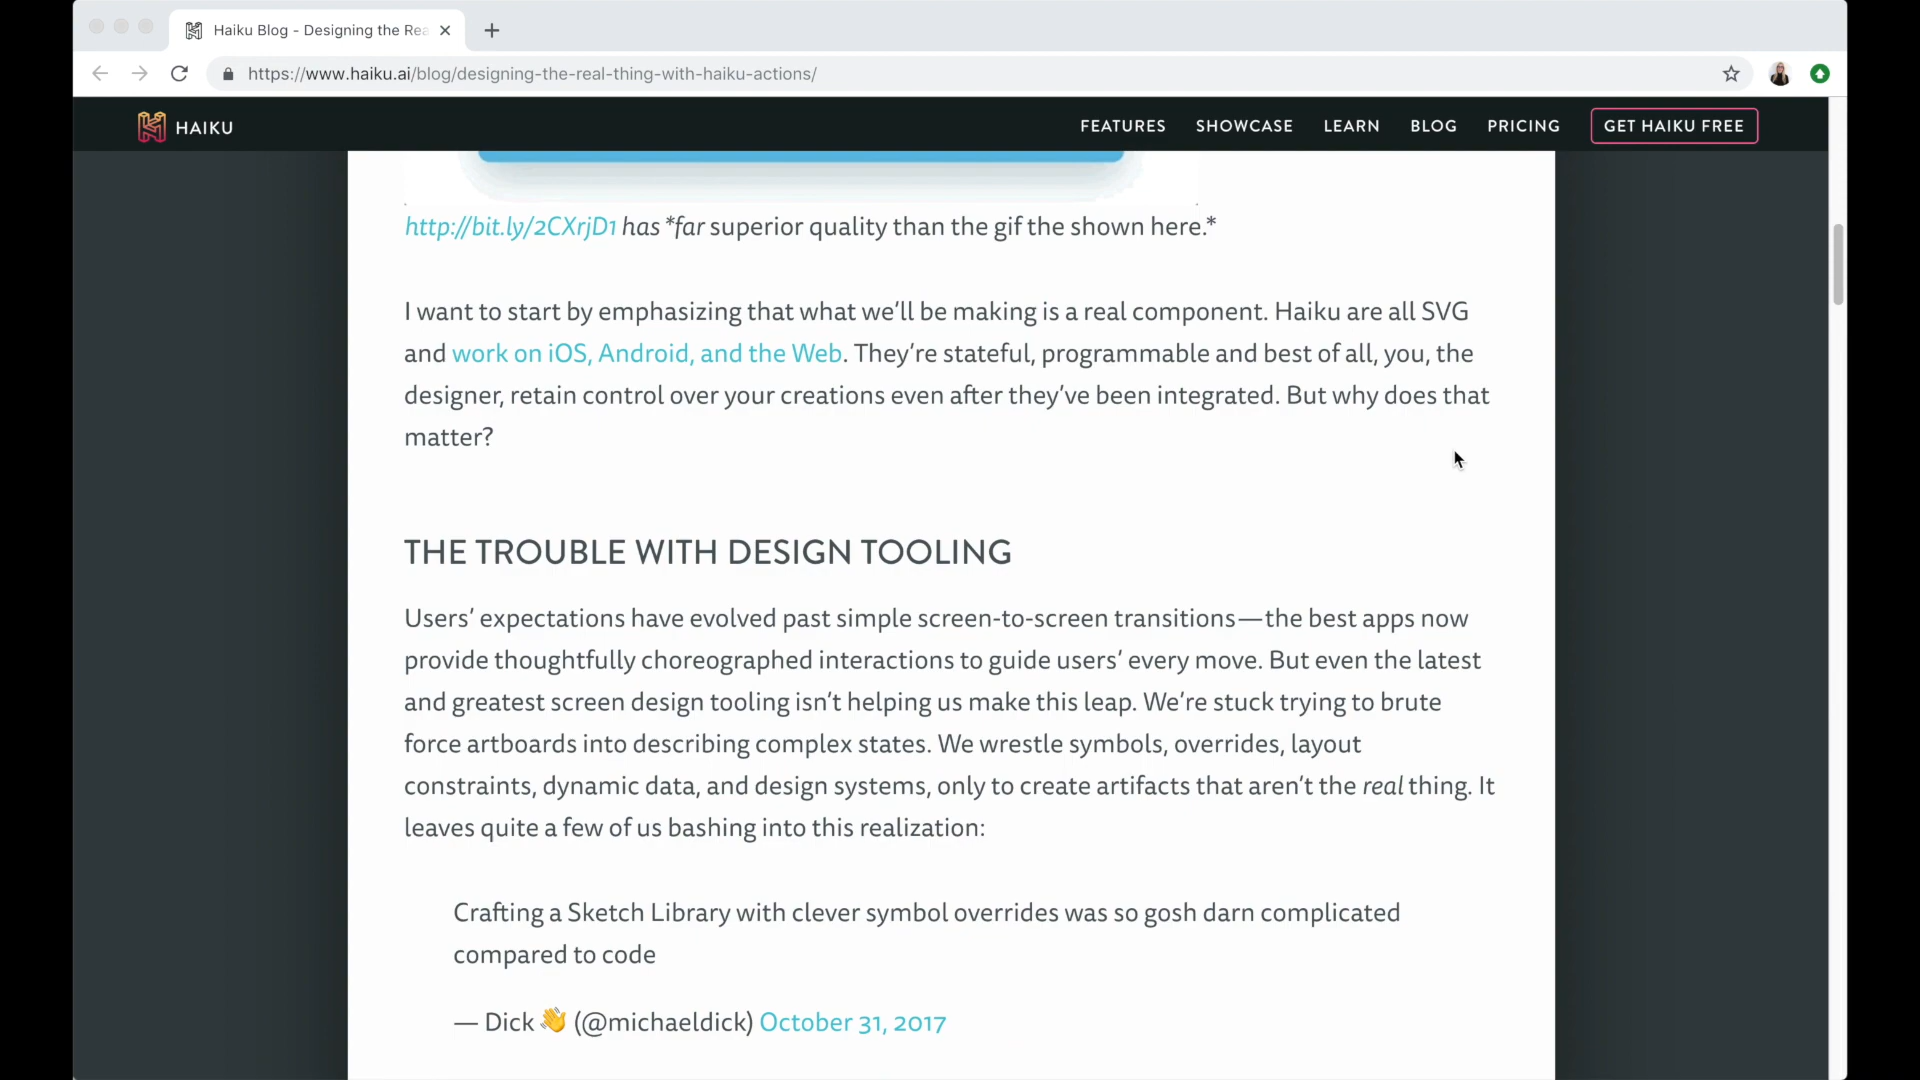 Haiku Blog - Designing the Rea
https://www.haiku.ai/blog/designing-the-real-thing-with-haiku-actions/
HAIKU
FEATURES
SHOWCASE
LEARN
BLOG
PRICING
GET HAIKU FREE
http://bit.ly/2CXrjD1 has *far superior quality than the gif the shown here.*
I want to start by emphasizing that what we’ll be making is a real component. Haiku are all SVG
and work on iOS, Android, and the Web. They’re stateful, programmable and best of all, you, the
designer, retain control over your creations even after they’ve been integrated. But why does that
matter?
THE TROUBLE WITH DESIGN TOOLING
Users’ expectations have evolved past simple screen-to-screen transitions—the best apps now
provide thoughtfully choreographed interactions to guide users’ every move. But even the latest
and greatest screen design tooling isn’t helping us make this leap. We’re stuck trying to brute
force artboards into describing complex states. We wrestle symbols, overrides, layout
constraints, dynamic data, and design systems, only to create artifacts that aren’t the real thing. It
leaves quite a few of us bashing into this realization:
Crafting a Sketch Library with clever symbol overrides was so gosh darn complicated
compared to code
— Dick 👋 (@michaeldick) October 31, 2017